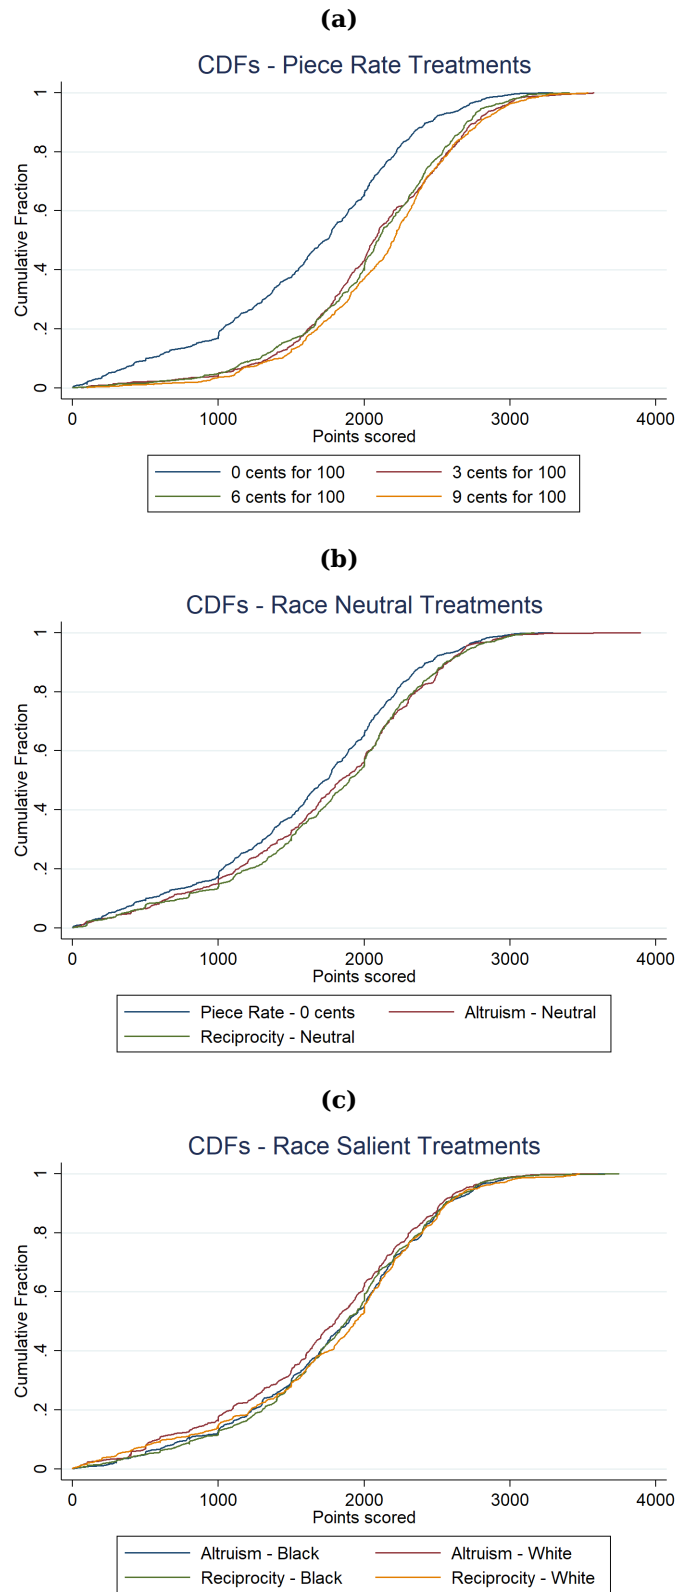 (a)
CDFs - Piece Rate Treatments
Cumulative Fraction
1
.8
.6
.4
.2
0
0 1000 2000 3000 4000
Points scored
0 cents for 100 3 cents for 100
6 cents for 100 9 cents for 100
(b)
CDFs - Race Neutral Treatments
Cumulative Fraction
1
.8
.6
.4
.2
0
0 1000 2000 3000 4000
Points scored
Piece Rate - 0 cents Altruism - Neutral
Reciprocity - Neutral
(c)
CDFs - Race Salient Treatments
Cumulative Fraction
1
.8
.6
.4
.2
0
0 1000 2000 3000 4000
Points scored
Altruism - Black Altruism - White
Reciprocity - Black Reciprocity - White